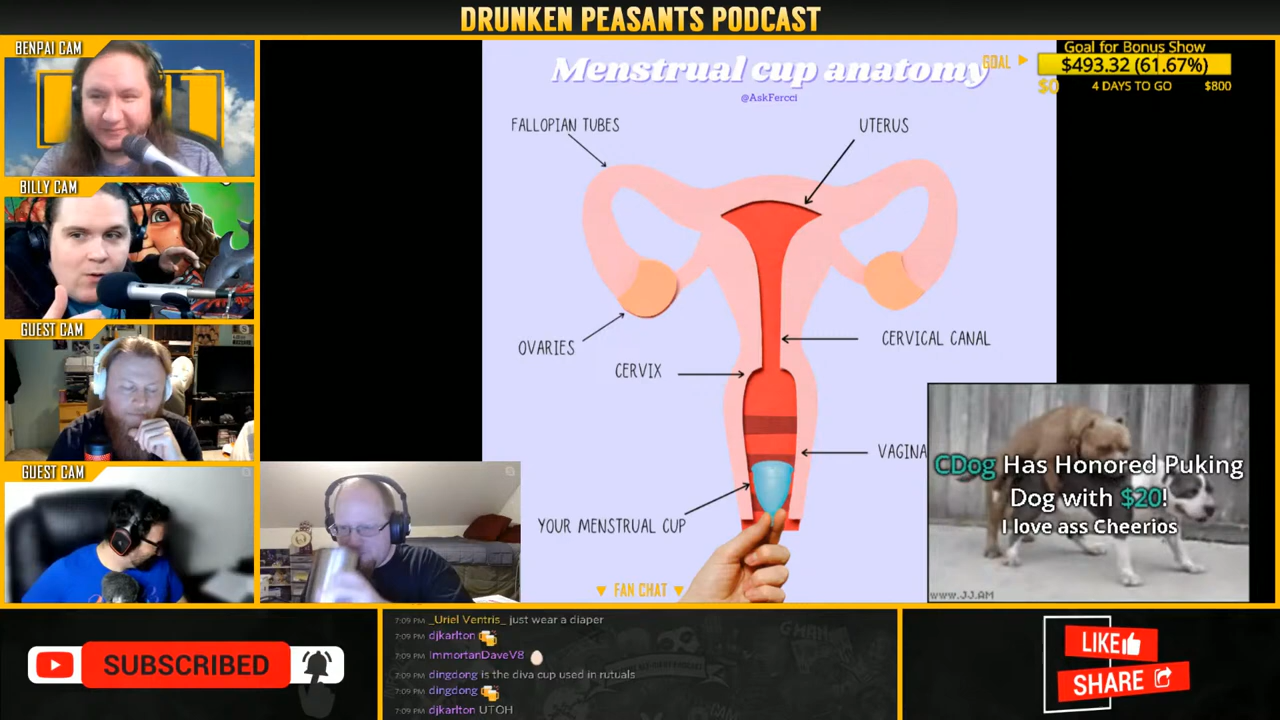 DRUNKEN PEASANTS PODCAST
BENPAI CAM
BILLY CAM
GUEST CAM
GUEST CAM
Menstrual cup anatomy
@AskFercci
FALLOPIAN TUBES
UTERUS
OVARIES
CERVICAL CANAL
CERVIX
VAGINA
YOUR MENSTRUAL CUP
GOAL
Goal for Bonus Show
$493.32 (61.67%)
$0
4 DAYS TO GO
$800
CDog Has Honored Puking
Dog with $20!
I love ass Cheerios
www.JJ.AM
FAN CHAT
7:09 PM _Uriel Ventris_ just wear a diaper
7:09 PM djkarlton
7:09 PM ImmortanDaveV8
7:09 PM dingdong is the diva cup used in rutuals
7:09 PM dingdong
7:09 PM djkarlton UTOH
SUBSCRIBED
LIKE
SHARE